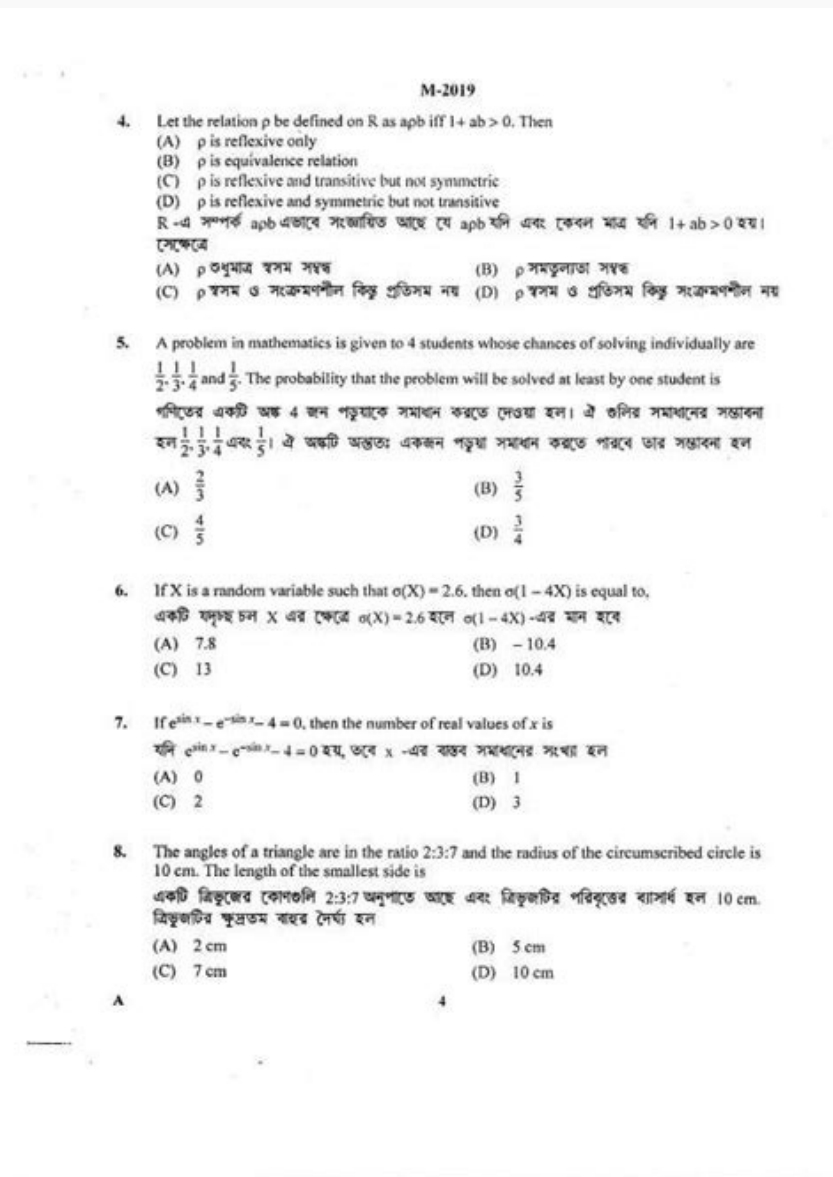 M-2019
4. Let the relation ρ be defined on R as aρb iff 1+ ab > 0. Then
(A) ρ is reflexive only
(B) ρ is equivalence relation
(C) ρ is reflexive and transitive but not symmetric
(D) ρ is reflexive and symmetric but not transitive
R -এ সম্পর্ক aρb এভাবে সংজ্ঞায়িত আছে যে aρb যদি এবং কেবল মাত্র যদি 1+ ab > 0 হয়।
সেক্ষেত্রে
(A) ρ শুধুমাত্র স্বসম সম্বন্ধ (B) ρ সমতুল্যতা সম্বন্ধ
(C) ρ স্বসম ও সংক্রমণশীল কিন্তু প্রতিসম নয় (D) ρ স্বসম ও প্রতিসম কিন্তু সংক্রমণশীল নয়
5. A problem in mathematics is given to 4 students whose chances of solving individually are
1/2, 1/3, 1/4 and 1/5. The probability that the problem will be solved at least by one student is
গণিতের একটি অঙ্ক 4 জন পড়ুয়াকে সমাধান করতে দেওয়া হল। ঐ গুলির সমাধানের সম্ভাবনা
হল 1/2, 1/3, 1/4 এবং 1/5। ঐ অঙ্কটি অন্ততঃ একজন পড়ুয়া সমাধান করতে পারবে তার সম্ভাবনা হল
(A) 2/3 (B) 3/5
(C) 4/5 (D) 3/4
6. If X is a random variable such that σ(X) = 2.6, then σ(1 – 4X) is equal to,
একটি যদৃচ্ছ চল X এর ক্ষেত্রে σ(X) = 2.6 হলে σ(1 – 4X) -এর মান হবে
(A) 7.8 (B) – 10.4
(C) 13 (D) 10.4
7. If e^{sin x} – e^{–sin x} – 4 = 0, then the number of real values of x is
যদি e^{sin x} – e^{–sin x} – 4 = 0 হয়, তবে x -এর বাস্তব সমাধানের সংখ্যা হল
(A) 0 (B) 1
(C) 2 (D) 3
8. The angles of a triangle are in the ratio 2:3:7 and the radius of the circumscribed circle is
10 cm. The length of the smallest side is
একটি ত্রিভুজের কোণগুলি 2:3:7 অনুপাতে আছে এবং ত্রিভুজটির পরিবৃত্তের ব্যাসার্ধ হল 10 cm.
ত্রিভুজটির ক্ষুদ্রতম বাহুর দৈর্ঘ্য হল
(A) 2 cm (B) 5 cm
(C) 7 cm (D) 10 cm
A 4